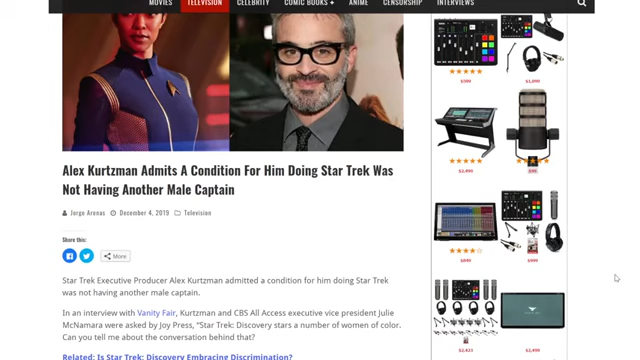 MOVIES TELEVISION CELEBRITY COMIC BOOKS + ANIME CENSORSHIP INTERVIEWS
Alex Kurtzman Admits A Condition For Him Doing Star Trek Was
Not Having Another Male Captain
Jorge Arenas December 4, 2019 Television
Share this:
More
Star Trek Executive Producer Alex Kurtzman admitted a condition for him doing Star Trek
was not having another male captain.
In an interview with Vanity Fair, Kurtzman and CBS All Access executive vice president Julie
McNamara were asked by Joy Press, “Star Trek: Discovery stars a number of women of color.
Can you tell me about the conversation behind that?
Related: Is Star Trek: Discovery Embracing Discrimination?